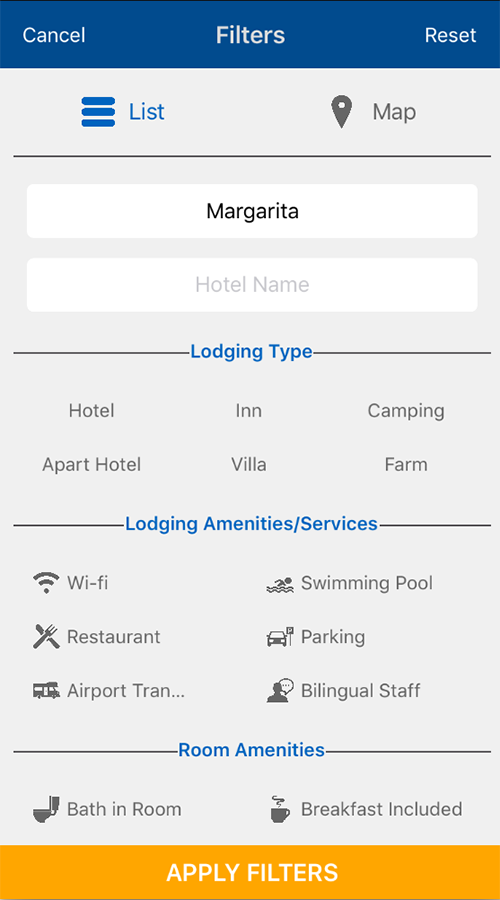 Cancel Filters Reset
List Map
Margarita
Hotel Name
Lodging Type
Hotel Inn Camping
Apart Hotel Villa Farm
Lodging Amenities/Services
Wi-fi Swimming Pool
Restaurant Parking
Airport Tran... Bilingual Staff
Room Amenities
Bath in Room Breakfast Included
APPLY FILTERS